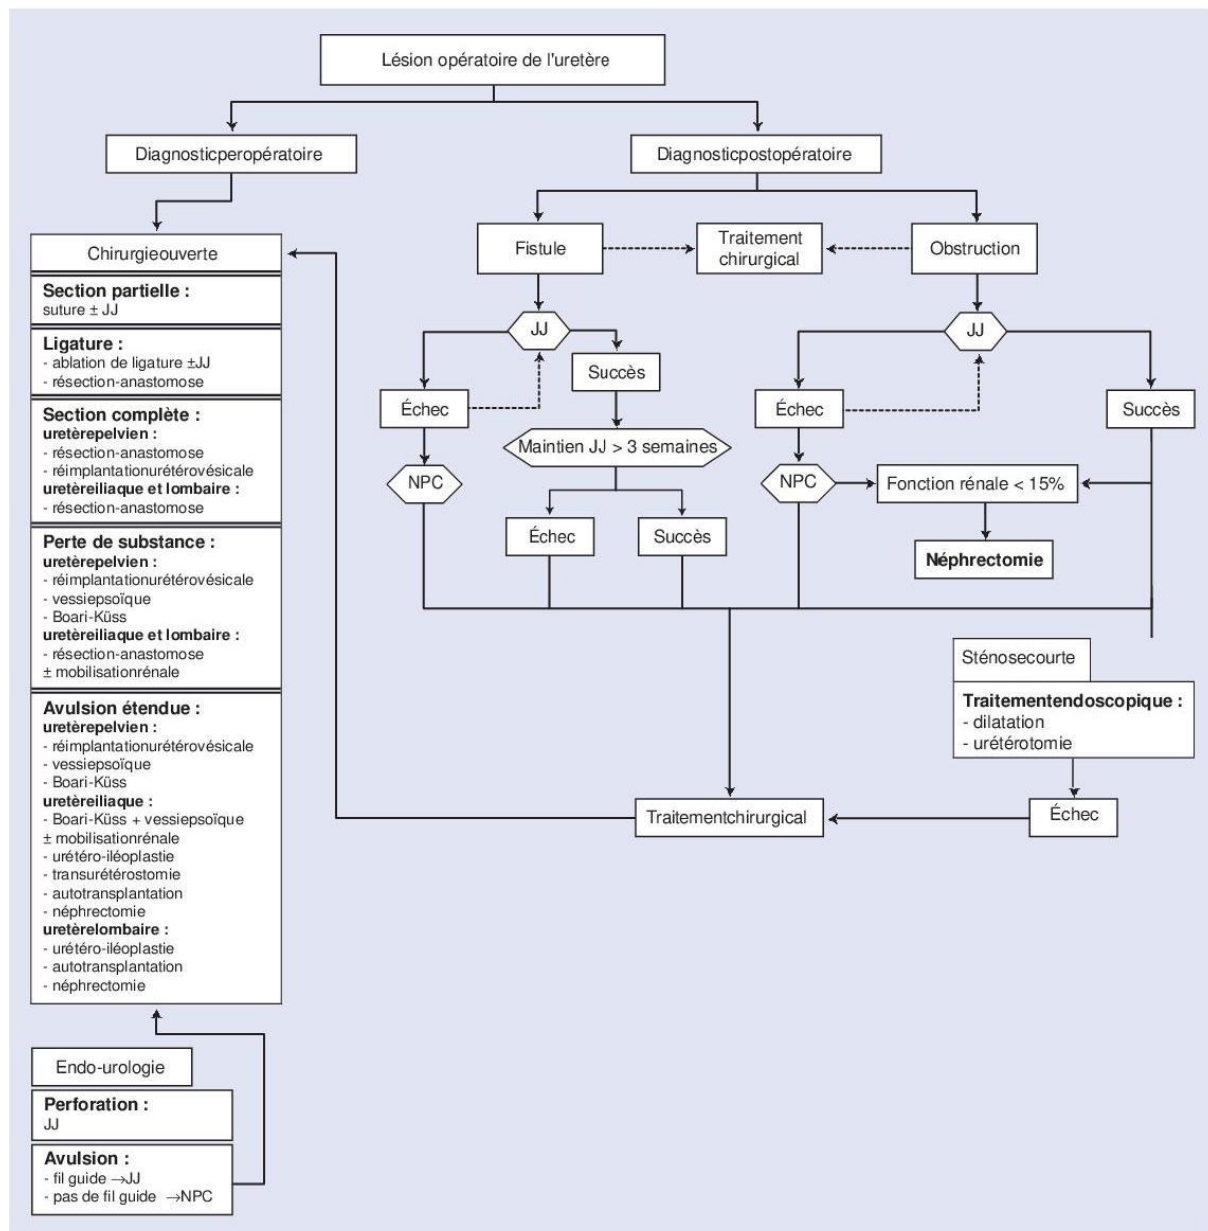 Lésion opératoire de l'uretère
Diagnosticperopératoire
Diagnosticpostopératoire
Chirurgieouverte
Section partielle :
suture ± JJ
Ligature :
- ablation de ligature ±JJ
- résection-anastomose
Section complète :
uretèrepelvien :
- résection-anastomose
- réimplantationurétérovésicale
uretèreiliaque et lombaire :
- résection-anastomose
Perte de substance :
uretèrepelvien :
- réimplantationurétérovésicale
- vessiepsoïque
- Boari-Küss
uretèreiliaque et lombaire :
- résection-anastomose
± mobilisationrénale
Avulsion étendue :
uretèrepelvien :
- réimplantationurétérovésicale
- vessiepsoïque
- Boari-Küss
uretèreiliaque :
- Boari-Küss + vessiepsoïque
± mobilisationrénale
- urétéro-iléoplastie
- transurétérostomie
- autotransplantation
- néphrectomie
uretèrelombaire :
- urétéro-iléoplastie
- autotransplantation
- néphrectomie
Endo-urologie
Perforation :
JJ
Avulsion :
- fil guide →JJ
- pas de fil guide →NPC
Fistule
Traitement
chirurgical
Obstruction
JJ
Échec
Succès
NPC
Maintien JJ > 3 semaines
Échec
Succès
JJ
Échec
Succès
NPC
Fonction rénale < 15%
Néphrectomie
Sténosecourte
Traitementendoscopique :
- dilatation
- urétérotomie
Échec
Traitementchirurgical